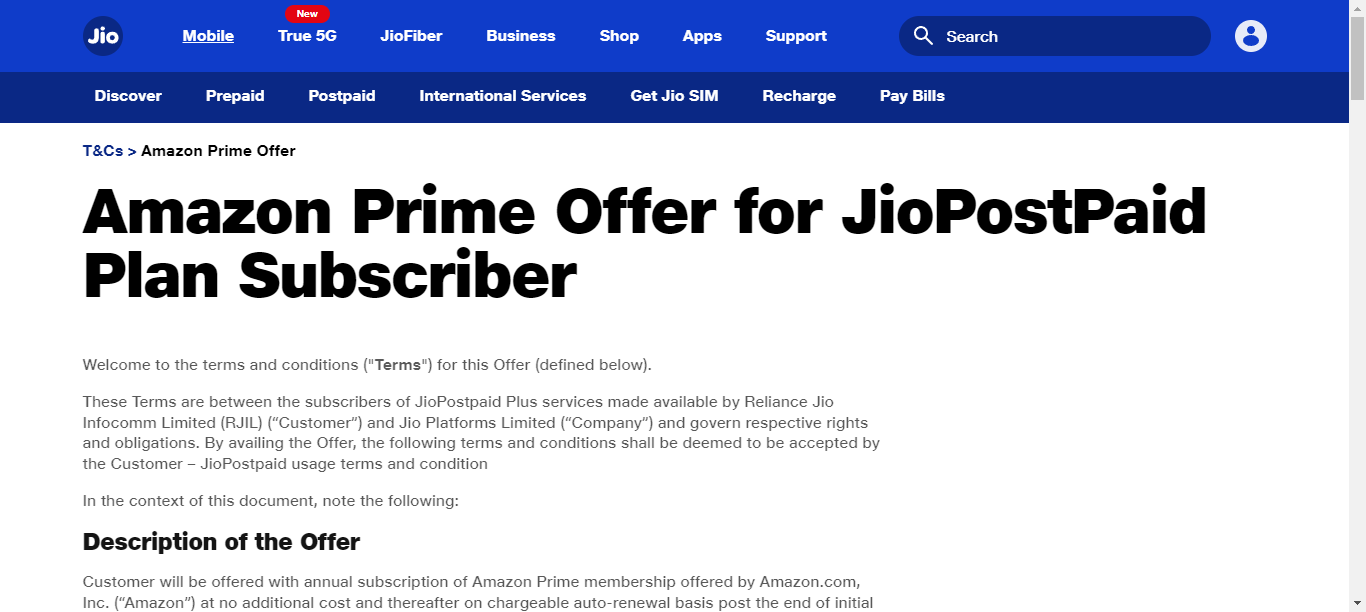 New
Jio Mobile True 5G JioFiber Business Shop Apps Support Search
Discover Prepaid Postpaid International Services Get Jio SIM Recharge Pay Bills
T&Cs > Amazon Prime Offer
Amazon Prime Offer for JioPostPaid
Plan Subscriber
Welcome to the terms and conditions ("Terms") for this Offer (defined below).
These Terms are between the subscribers of JioPostpaid Plus services made available by Reliance Jio
Infocomm Limited (RJIL) (“Customer”) and Jio Platforms Limited (“Company”) and govern respective rights
and obligations. By availing the Offer, the following terms and conditions shall be deemed to be accepted by
the Customer – JioPostpaid usage terms and condition
In the context of this document, note the following:
Description of the Offer
Customer will be offered with annual subscription of Amazon Prime membership offered by Amazon.com,
Inc. (“Amazon”) at no additional cost and thereafter on chargeable auto-renewal basis post the end of initial